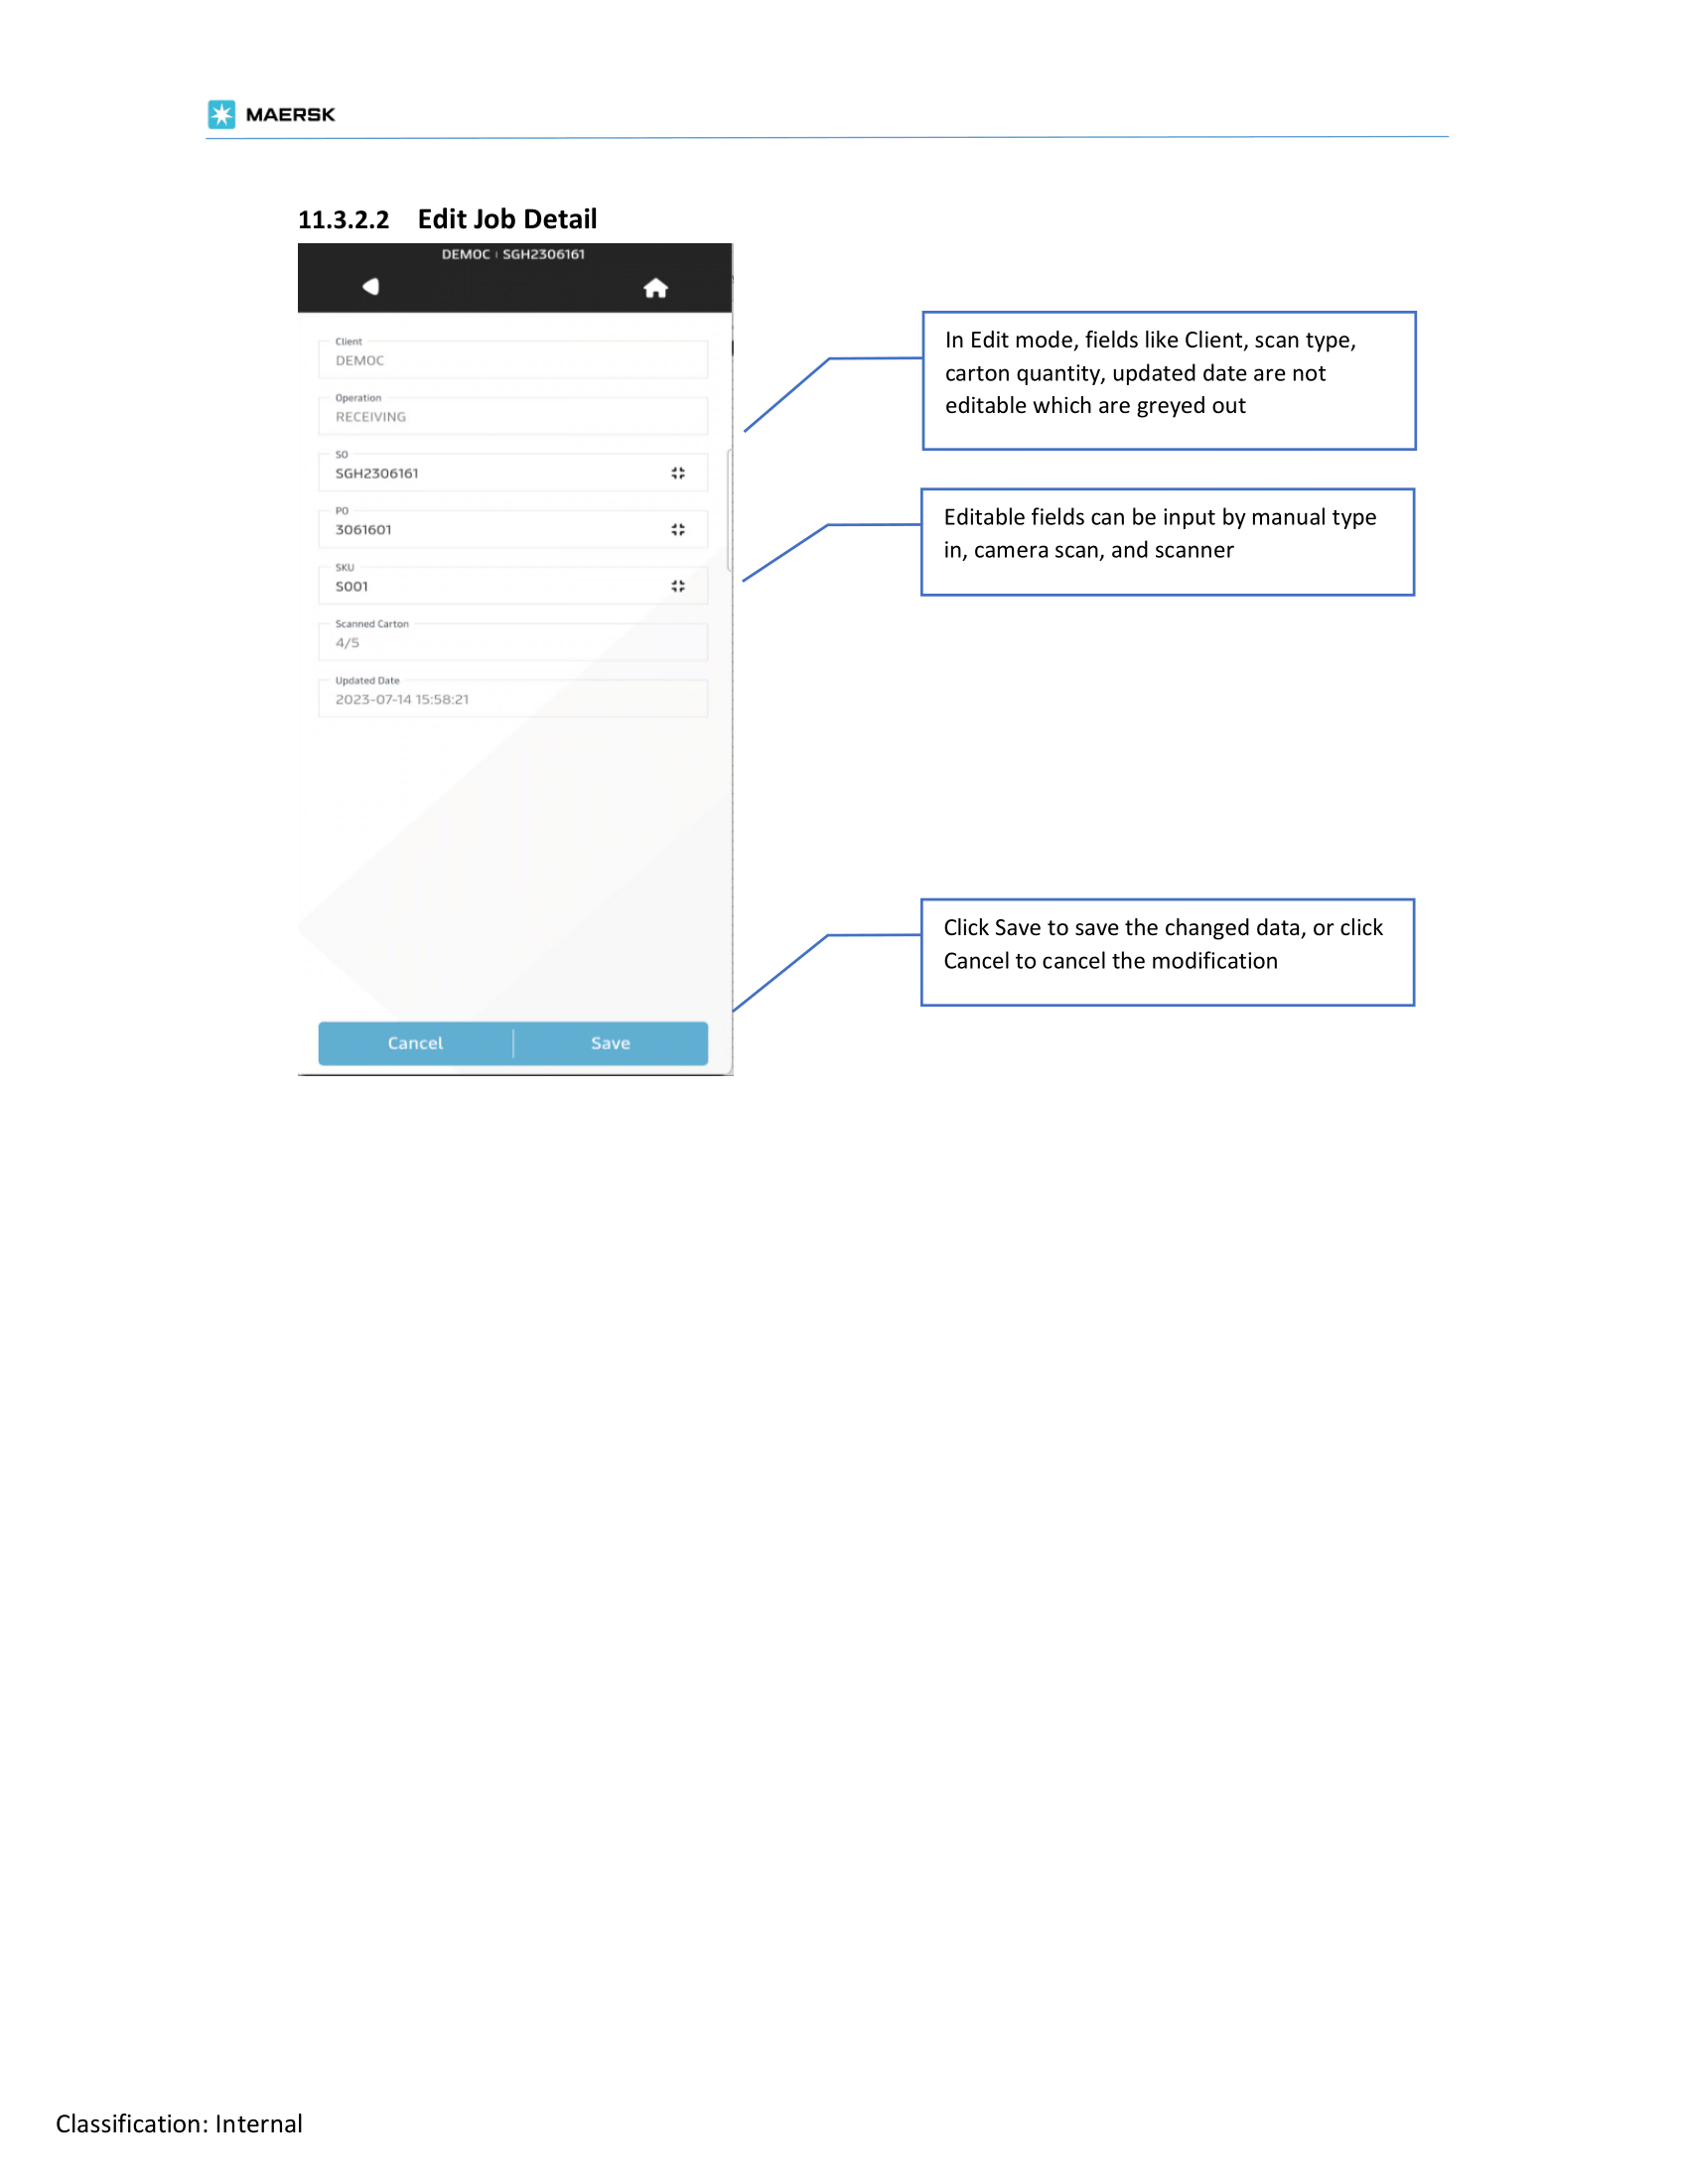 MAERSK
11.3.2.2 Edit Job Detail
DEMOC | SGH2306161
Client
DEMOC
Operation
RECEIVING
SO
SGH2306161
PO
3061601
SKU
S001
Scanned Carton
4/5
Updated Date
2023-07-14 15:58:21
Cancel
Save
In Edit mode, fields like Client, scan type,
carton quantity, updated date are not
editable which are greyed out
Editable fields can be input by manual type
in, camera scan, and scanner
Click Save to save the changed data, or click
Cancel to cancel the modification
Classification: Internal